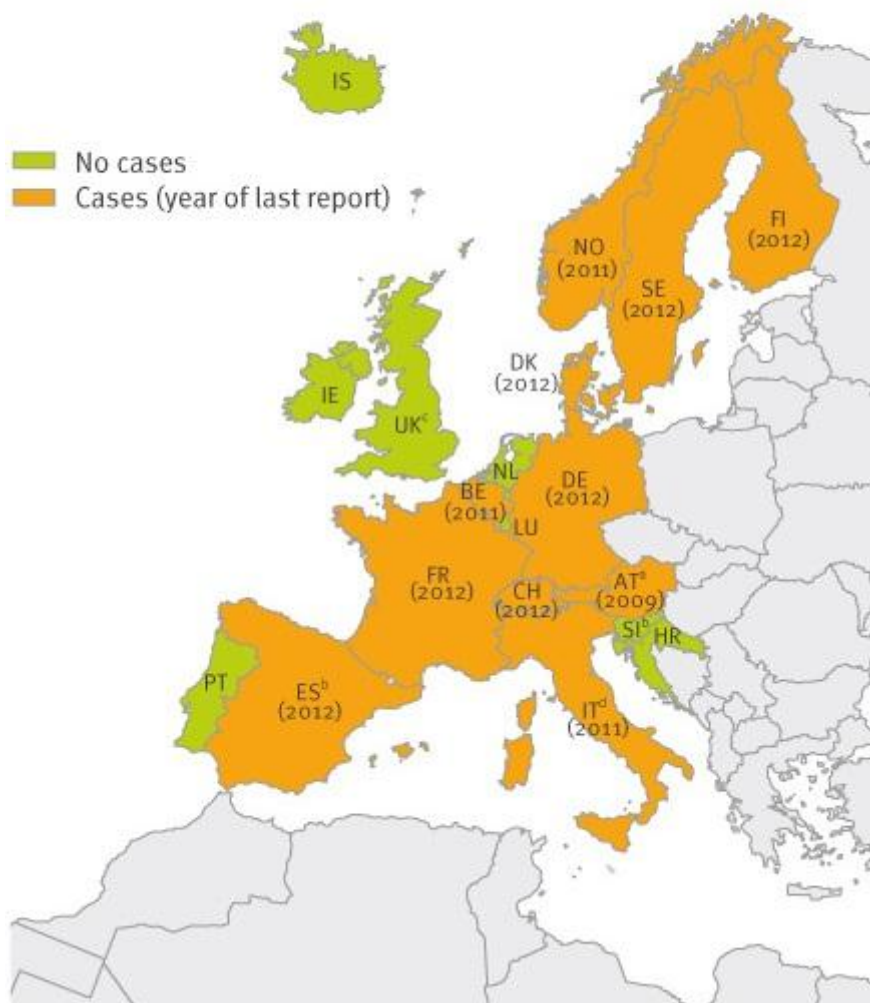 IS
No cases
Cases (year of last report)
FI
(2012)
NO
(2011)
SE
(2012)
DK
(2012)
IE
UKᶜ
NL
DE
(2012)
BE
(2011)
LU
FR
(2012)
CH
(2012)
ATᵃ
(2009)
SIᵇ
HR
PT
ESᵇ
(2012)
ITᵈ
(2011)